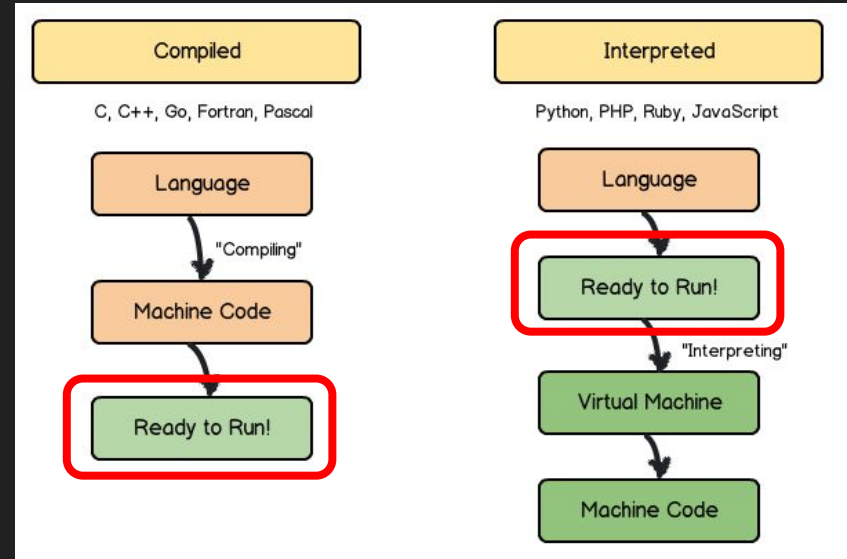 Compiled
C, C++, Go, Fortran, Pascal
Language
"Compiling"
Machine Code
Ready to Run!
Interpreted
Python, PHP, Ruby, JavaScript
Language
Ready to Run!
"Interpreting"
Virtual Machine
Machine Code